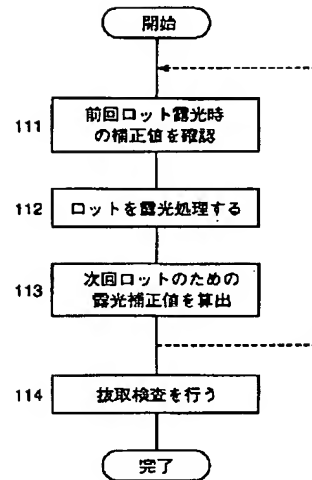 開始
111
前回ロット露光時
の補正値を確認
112
ロットを露光処理する
113
次回ロットのための
露光補正値を算出
114
抜取検査を行う
完了